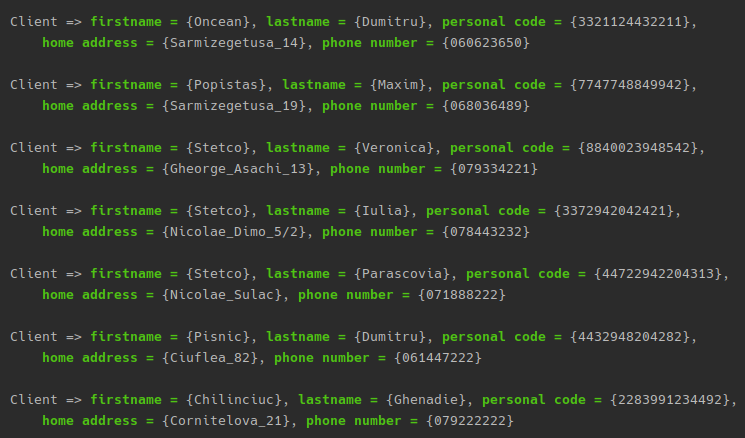 Client => firstname = {Oncean}, lastname = {Dumitru}, personal code = {3321124432211},
home address = {Sarmizegetusa_14}, phone number = {060623650}
Client => firstname = {Popistas}, lastname = {Maxim}, personal code = {7747748849942},
home address = {Sarmizegetusa_19}, phone number = {068036489}
Client => firstname = {Stetco}, lastname = {Veronica}, personal code = {8840023948542},
home address = {Gheorge_Asachi_13}, phone number = {079334221}
Client => firstname = {Stetco}, lastname = {Iulia}, personal code = {3372942042421},
home address = {Nicolae_Dimo_5/2}, phone number = {078443232}
Client => firstname = {Stetco}, lastname = {Parascovia}, personal code = {44722942204313},
home address = {Nicolae_Sulac}, phone number = {071888222}
Client => firstname = {Pisnic}, lastname = {Dumitru}, personal code = {4432948204282},
home address = {Ciuflea_82}, phone number = {061447222}
Client => firstname = {Chilinciuc}, lastname = {Ghenadie}, personal code = {2283991234492},
home address = {Cornitelova_21}, phone number = {079222222}